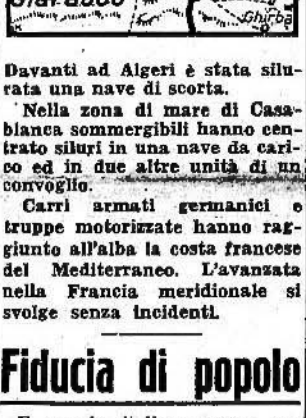 Ghirba
Davanti ad Algeri è stata silu-
rata una nave di scorta.
Nella zona di mare di Casa-
blanca sommergibili hanno cen-
trato siluri in una nave da cari-
co ed in due altre unità di un
convoglio.
Carri armati germanici e
truppe motorizzate hanno rag-
giunto all'alba la costa francese
del Mediterraneo. L'avanzata
nella Francia meridionale si
svolge senza incidenti.
Fiducia di popolo